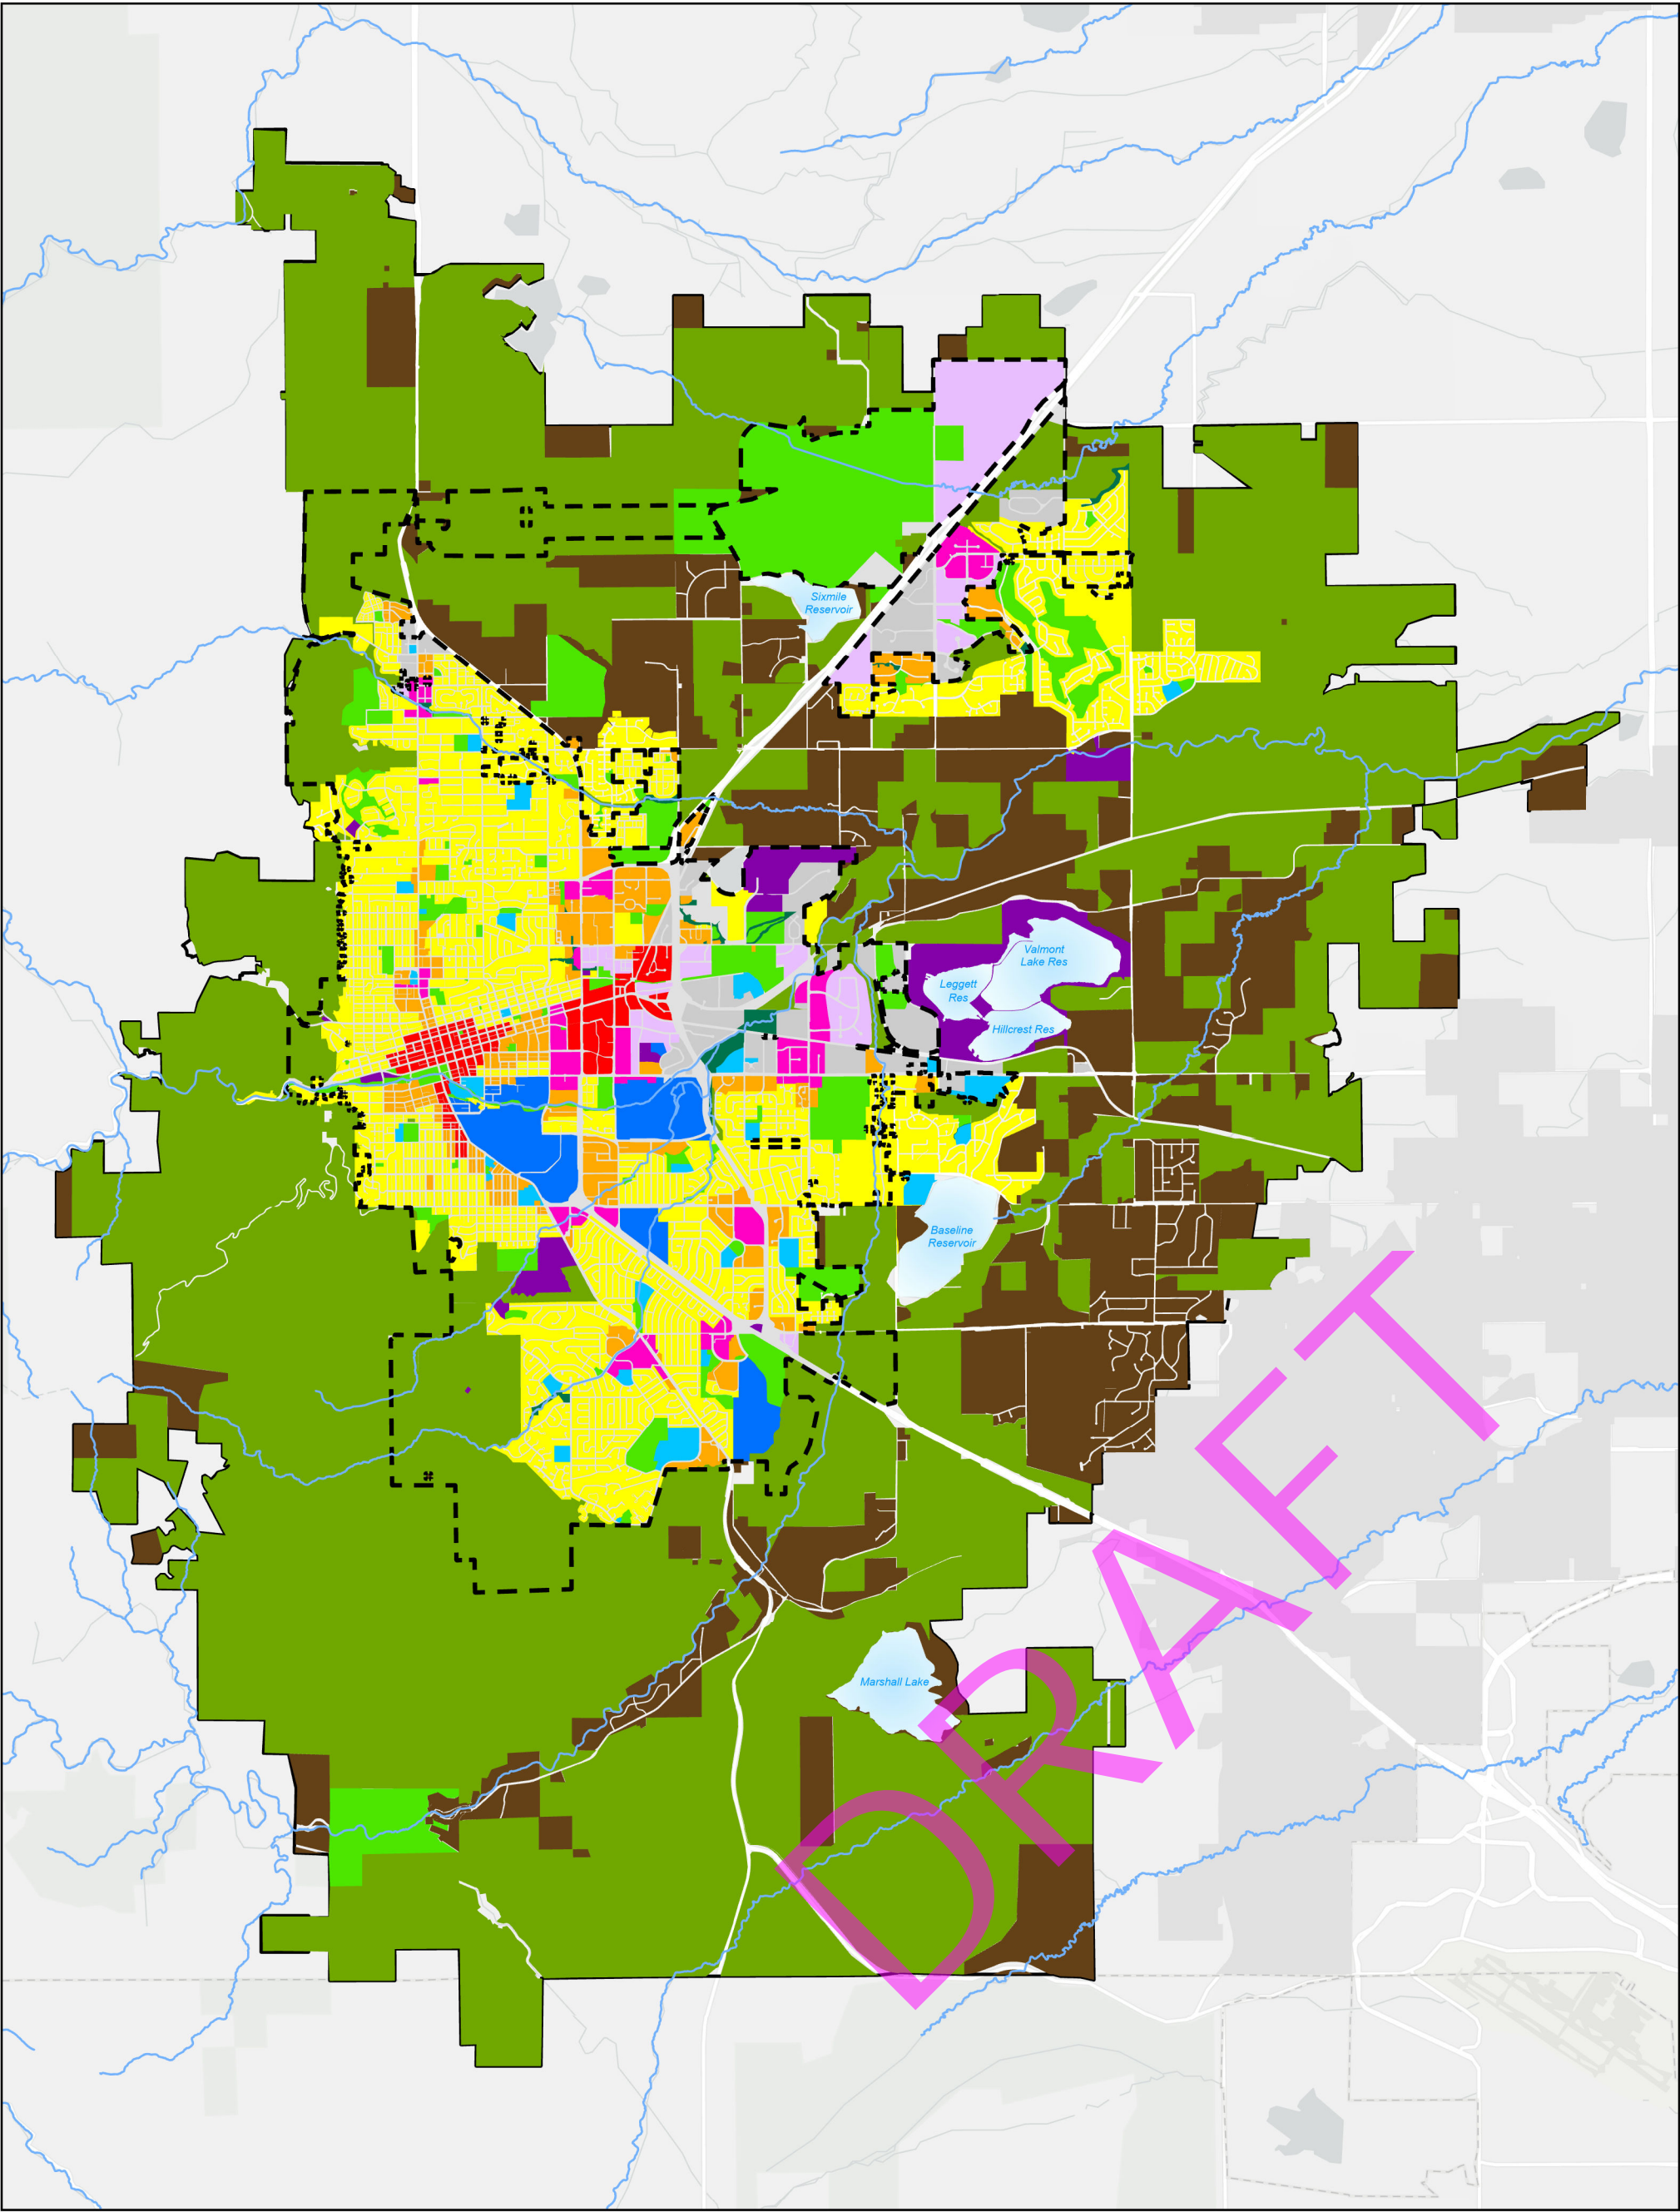 Sixmile
Reservoir
Valmont
Lake Res
Leggett
Res
Hillcrest Res
Baseline
Reservoir
Marshall Lake
DRAFT